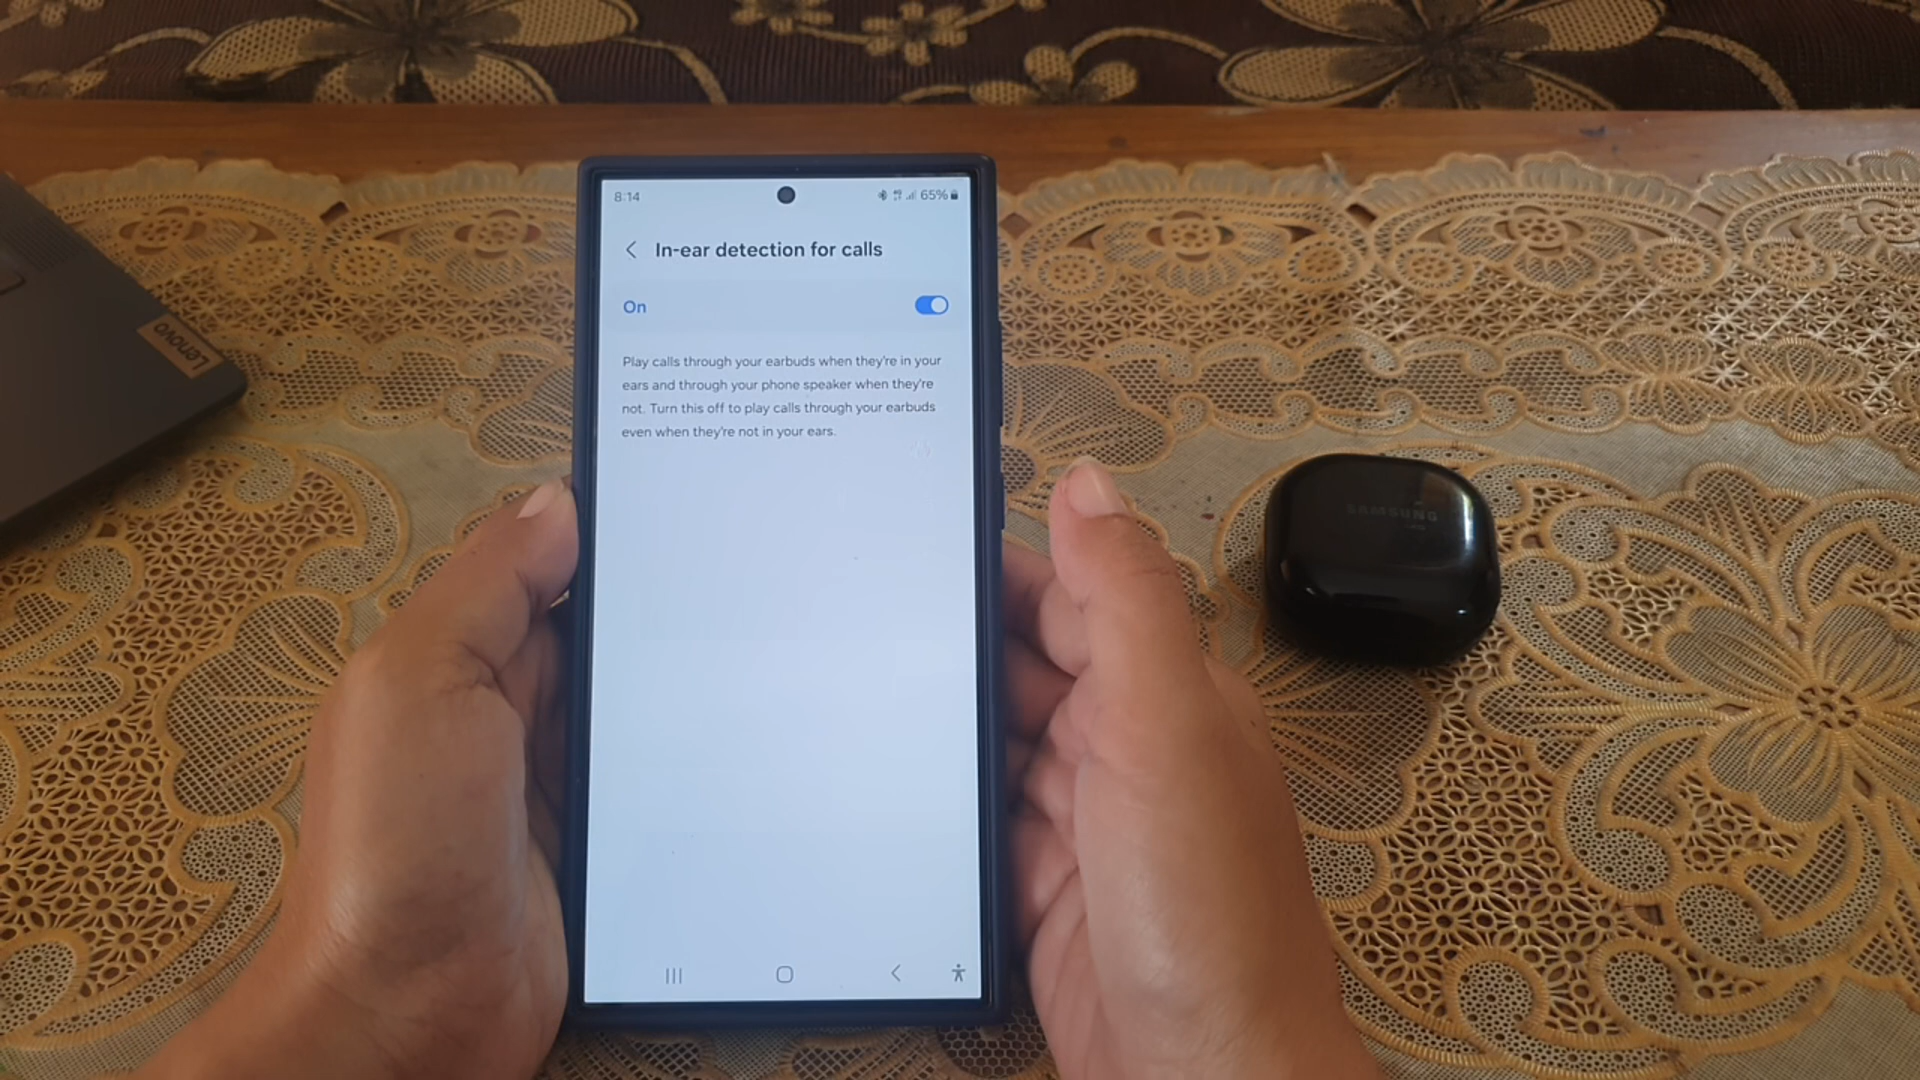 8:14
65%
In-ear detection for calls
On
Play calls through your earbuds when they're in your
ears and through your phone speaker when they're
not. Turn this off to play calls through your earbuds
even when they're not in your ears.
Lenovo
SAMSUNG